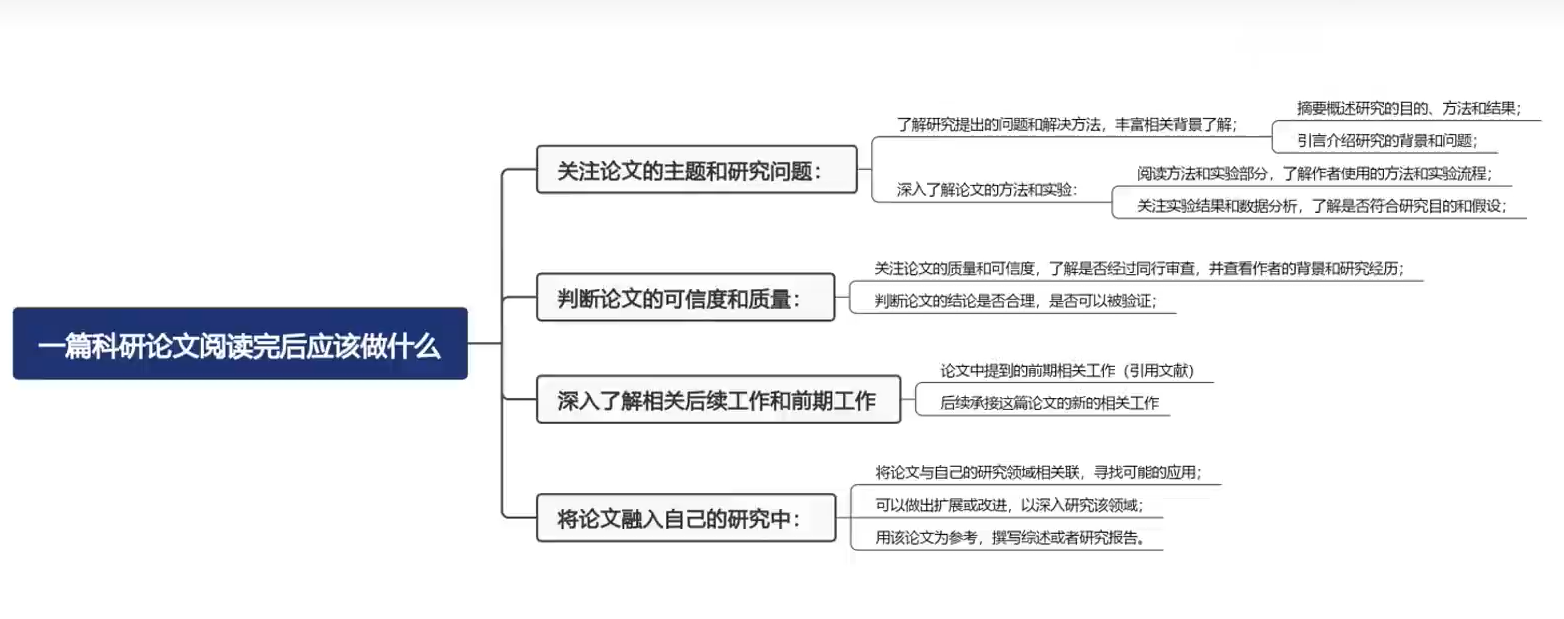 一篇科研论文阅读完后应该做什么
关注论文的主题和研究问题：
了解研究提出的问题和解决方法，丰富相关背景了解；
摘要概述研究的目的、方法和结果；
引言介绍研究的背景和问题；
深入了解论文的方法和实验：
阅读方法和实验部分，了解作者使用的方法和实验流程；
关注实验结果和数据分析，了解是否符合研究目的和假设；
判断论文的可信度和质量：
关注论文的质量和可信度，了解是否经过同行审查，并查看作者的背景和研究经历；
判断论文的结论是否合理，是否可以被验证；
深入了解相关后续工作和前期工作
论文中提到的前期相关工作（引用文献）
后续承接这篇论文的新的相关工作
将论文融入自己的研究中：
将论文与自己的研究领域相关联，寻找可能的应用；
可以做出扩展或改进，以深入研究该领域；
用该论文为参考，撰写综述或者研究报告。